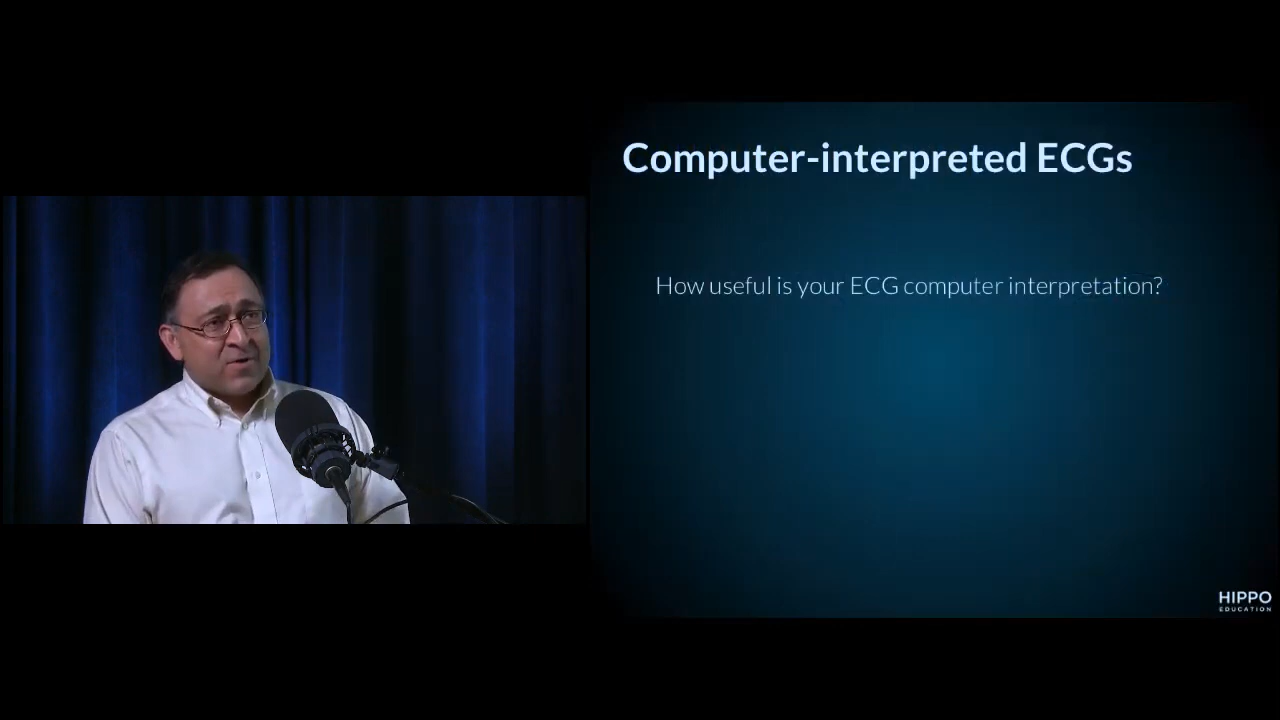 Computer-interpreted ECGs
How useful is your ECG computer interpretation?
HIPPO
EDUCATION